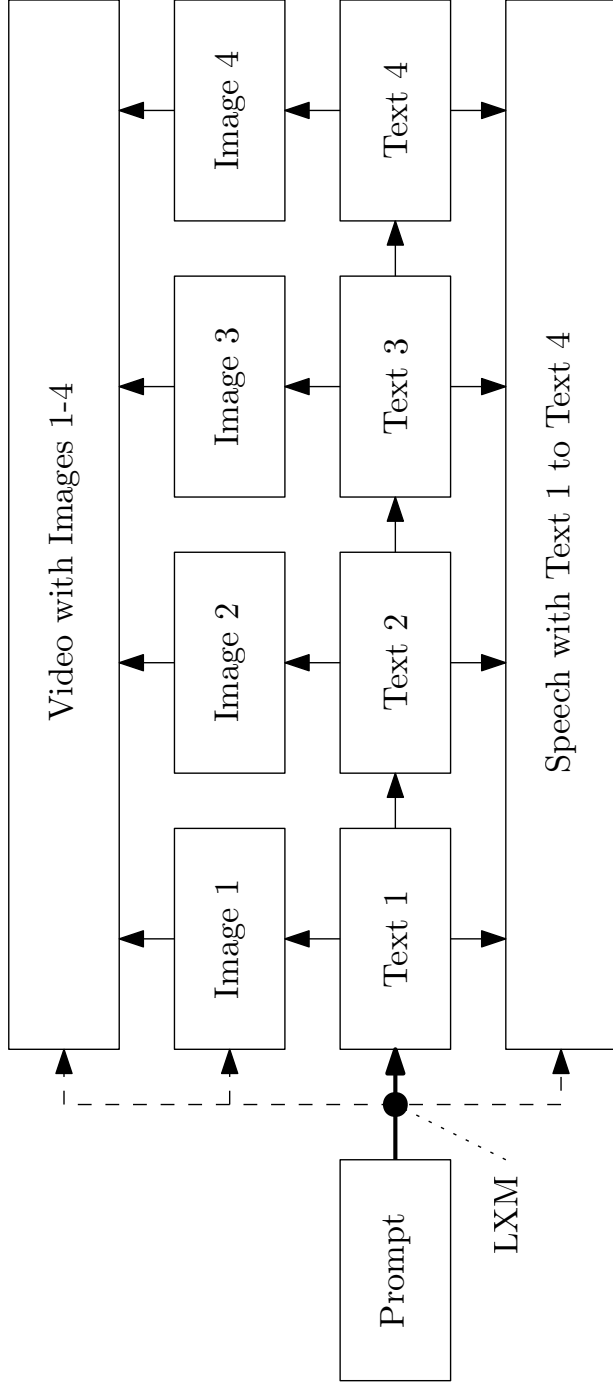 Video with Images 1-4
Image 1
Image 2
Image 3
Image 4
Prompt
Text 1
Text 2
Text 3
Text 4
LXM
Speech with Text 1 to Text 4